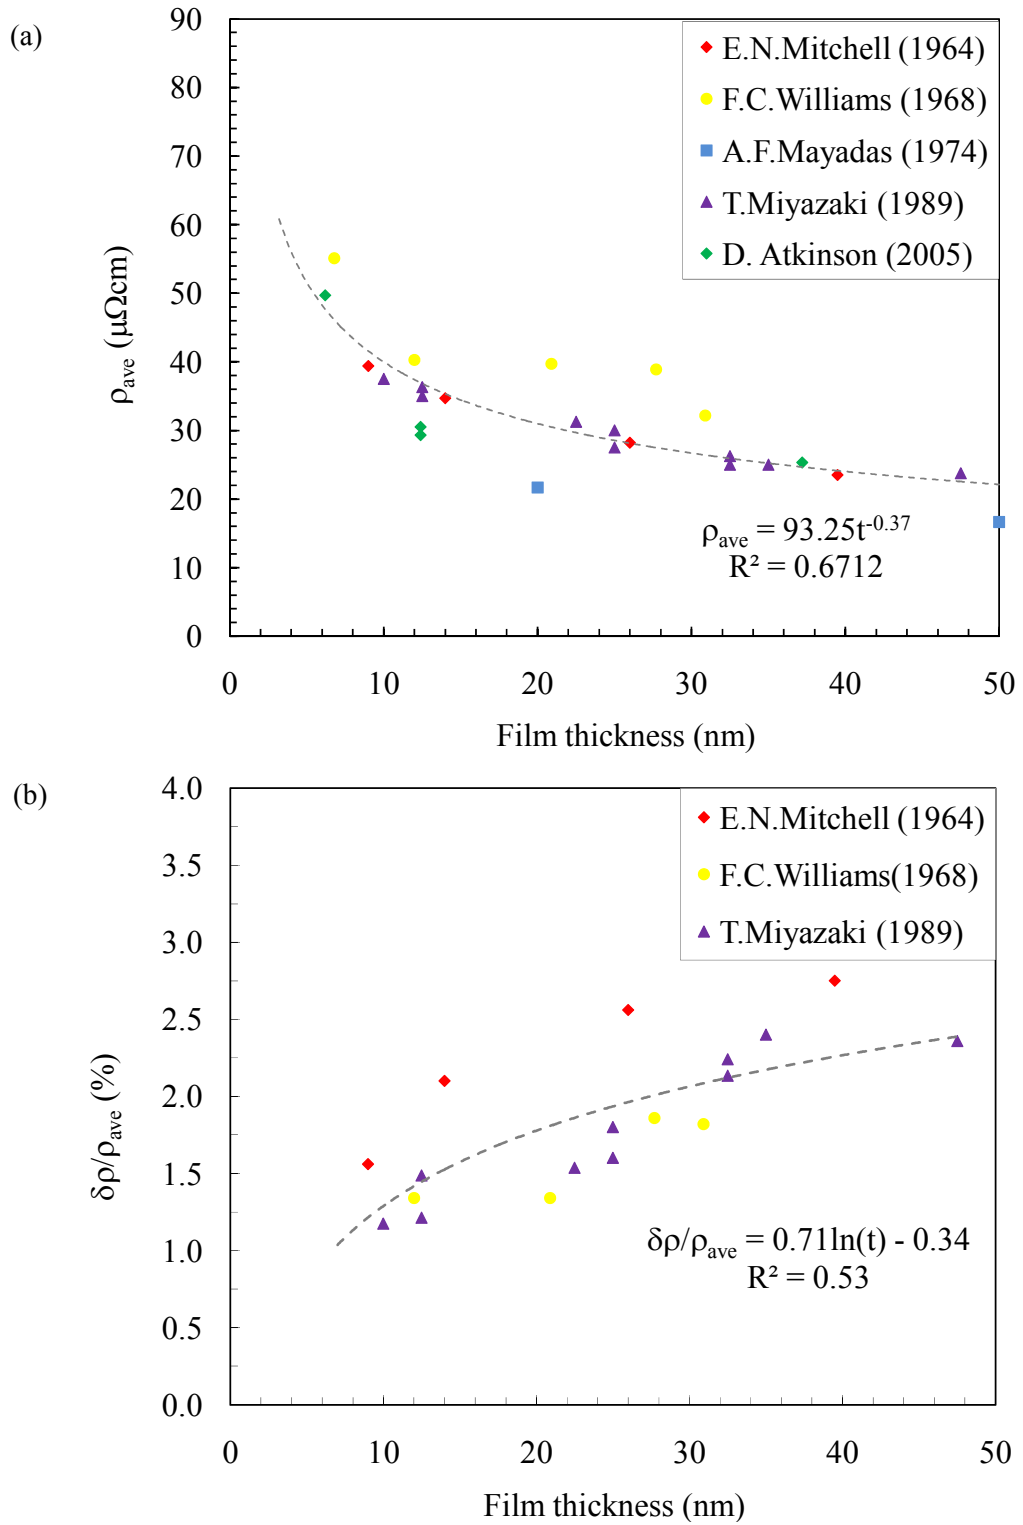 (a)
90
80
70
60
50
40
30
20
10
0
ρave (μΩcm)
E.N.Mitchell (1964)
F.C.Williams (1968)
A.F.Mayadas (1974)
T.Miyazaki (1989)
D. Atkinson (2005)
ρave = 93.25t-0.37
R² = 0.6712
0 10 20 30 40 50
Film thickness (nm)
(b)
4.0
3.5
3.0
2.5
2.0
1.5
1.0
0.5
0.0
δρ/ρave (%)
E.N.Mitchell (1964)
F.C.Williams(1968)
T.Miyazaki (1989)
δρ/ρave = 0.71ln(t) - 0.34
R² = 0.53
0 10 20 30 40 50
Film thickness (nm)